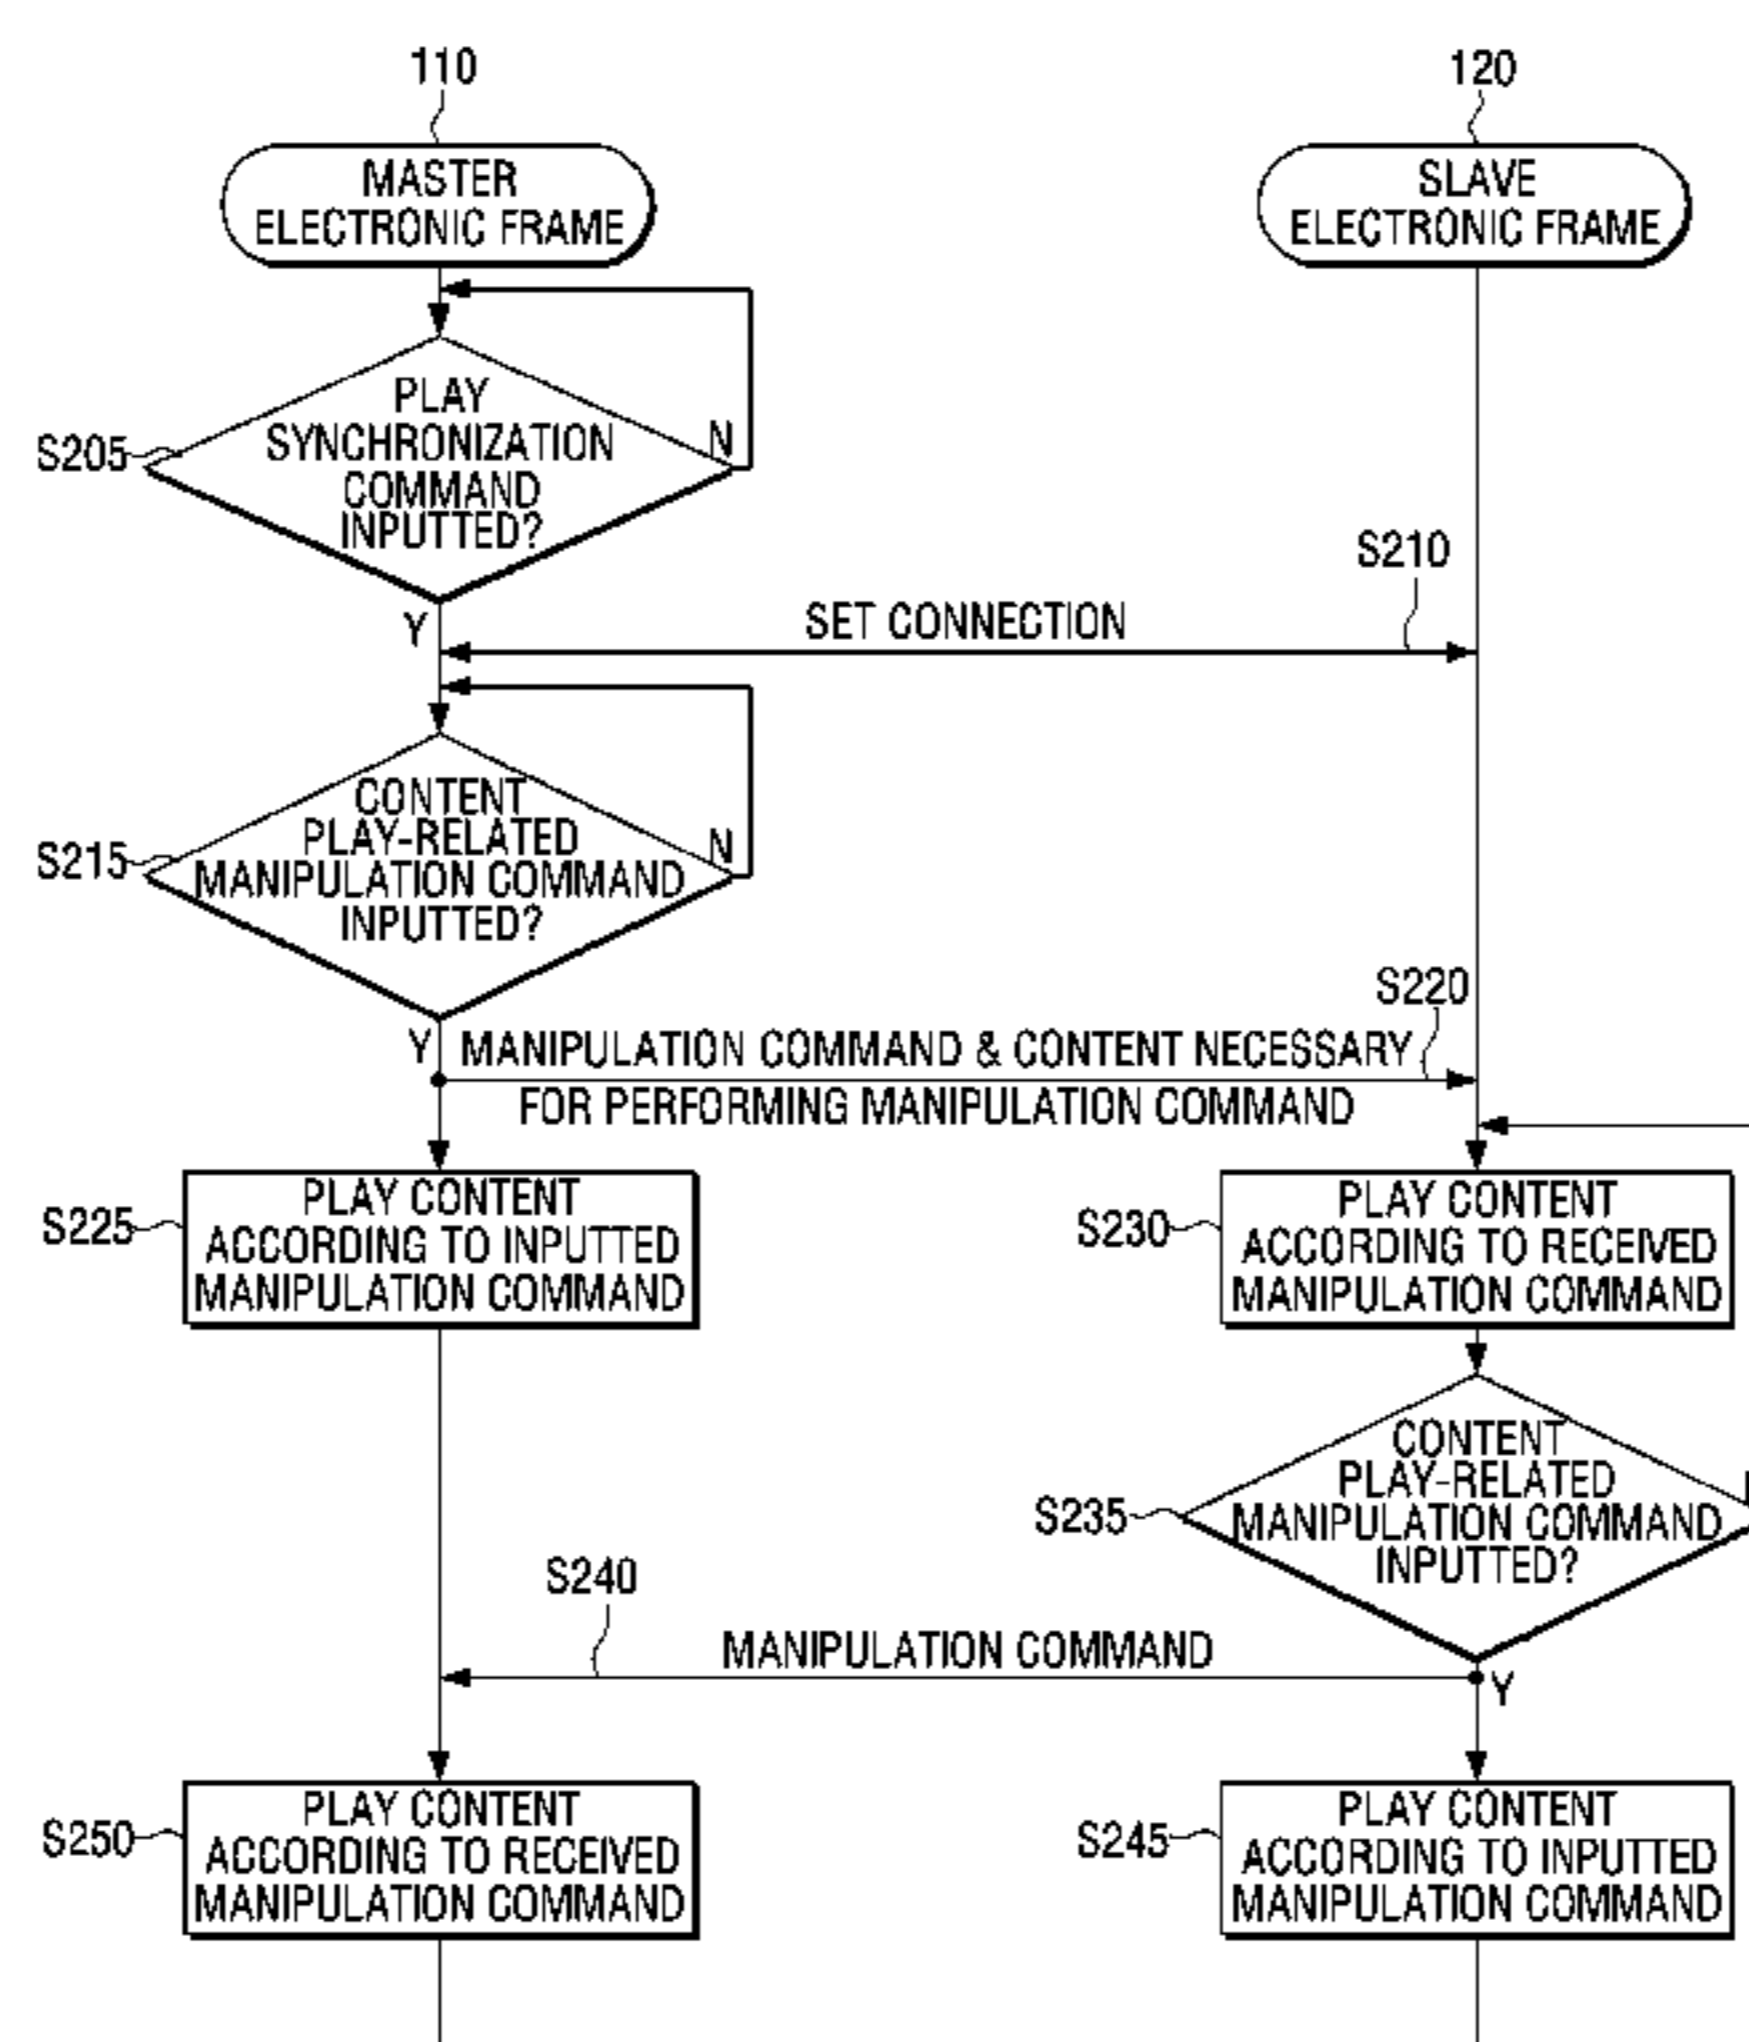 110
120
MASTER
ELECTRONIC FRAME
SLAVE
ELECTRONIC FRAME
S205
PLAY
SYNCHRONIZATION
COMMAND
INPUTTED?
N
Y
S210
SET CONNECTION
S215
CONTENT
PLAY-RELATED
MANIPULATION COMMAND
INPUTTED?
N
Y
S220
MANIPULATION COMMAND & CONTENT NECESSARY
FOR PERFORMING MANIPULATION COMMAND
S225
PLAY CONTENT
ACCORDING TO INPUTTED
MANIPULATION COMMAND
S230
PLAY CONTENT
ACCORDING TO RECEIVED
MANIPULATION COMMAND
S235
CONTENT
PLAY-RELATED
MANIPULATION COMMAND
INPUTTED?
S240
MANIPULATION COMMAND
Y
S250
PLAY CONTENT
ACCORDING TO RECEIVED
MANIPULATION COMMAND
S245
PLAY CONTENT
ACCORDING TO INPUTTED
MANIPULATION COMMAND